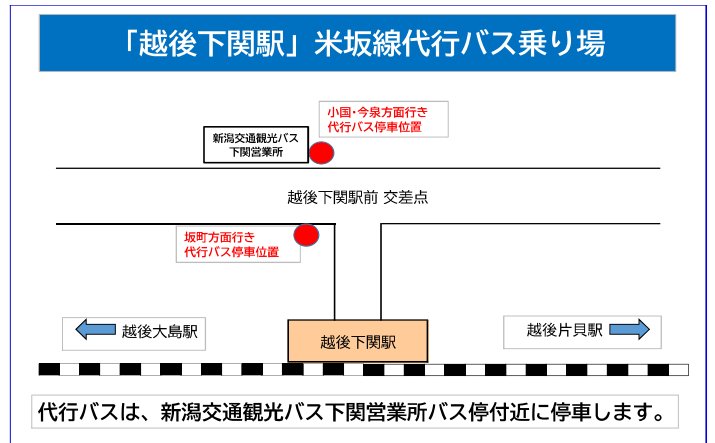 「越後下関駅」米坂線代行バス乗り場
小国・今泉方面行き
代行バス停車位置
新潟交通観光バス
下関営業所
越後下関駅前 交差点
坂町方面行き
代行バス停車位置
越後大島駅
越後下関駅
越後片貝駅
代行バスは、新潟交通観光バス下関営業所バス停付近に停車します。